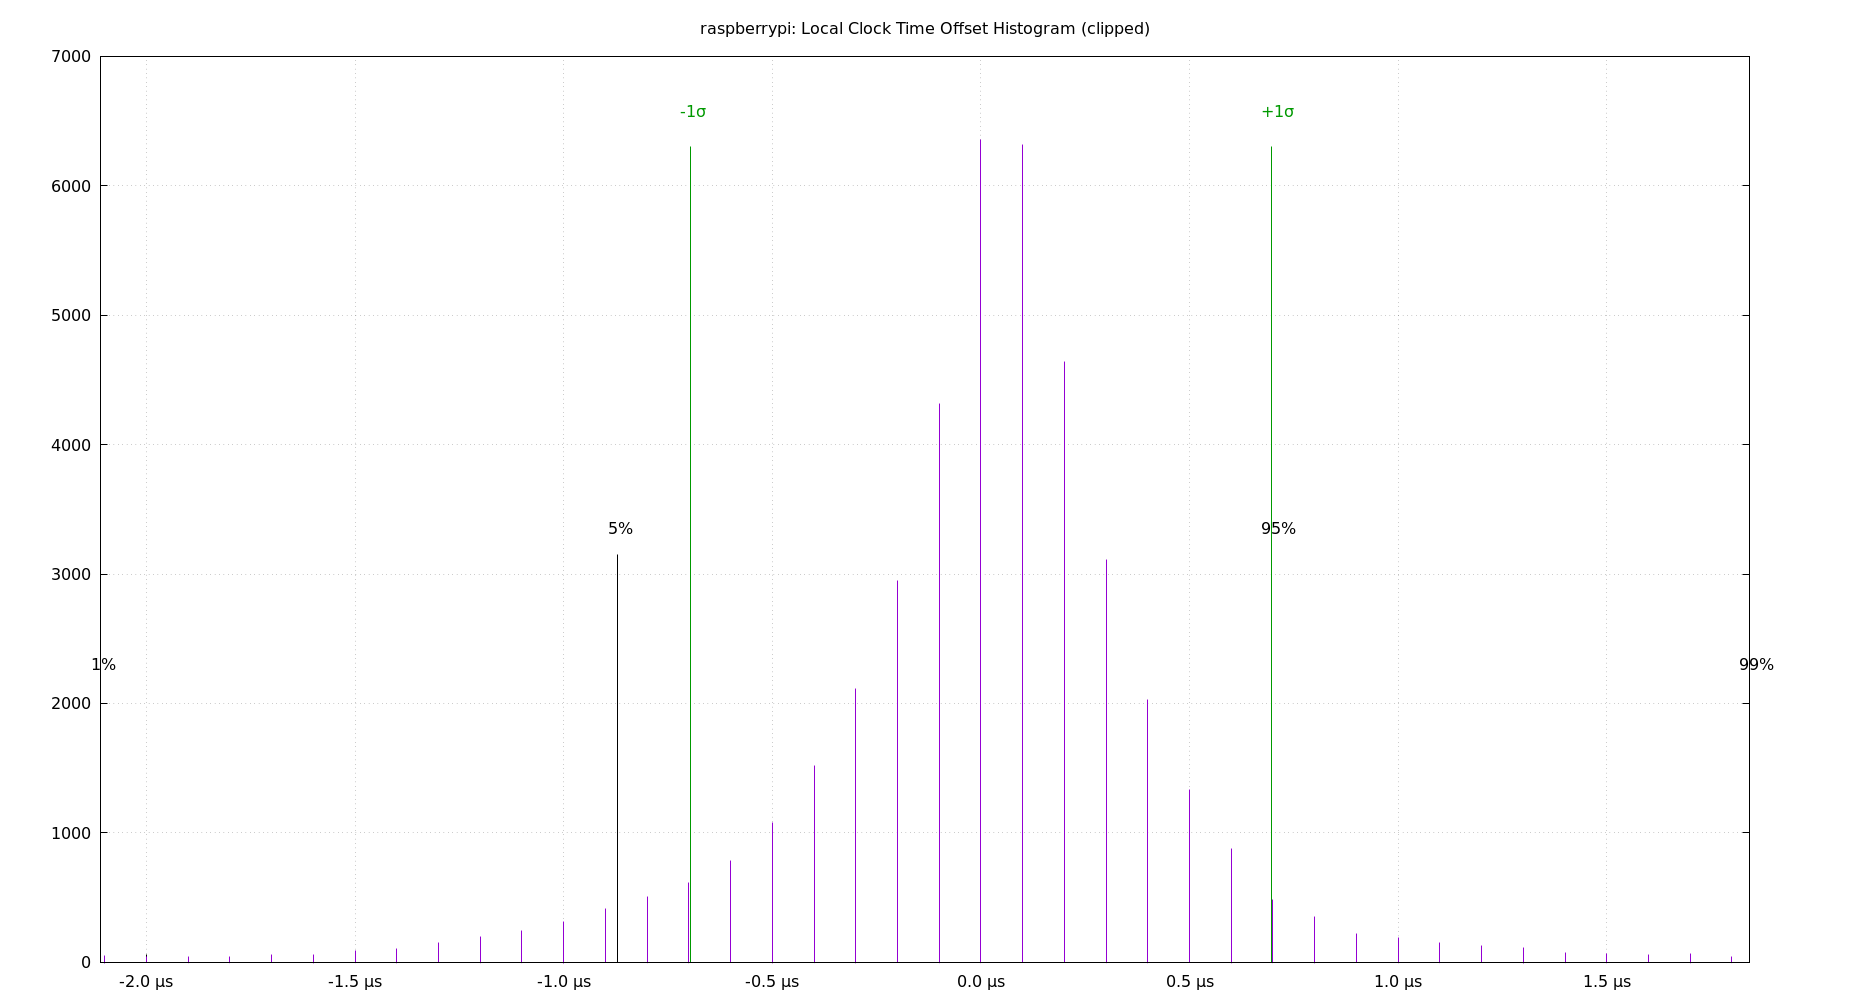 raspberrypi: Local Clock Time Offset Histogram (clipped)
7000
-1σ
+1σ
6000
5000
4000
5%
95%
3000
1%
99%
2000
1000
0
-2.0 µs
-1.5 µs
-1.0 µs
-0.5 µs
0.0 µs
0.5 µs
1.0 µs
1.5 µs